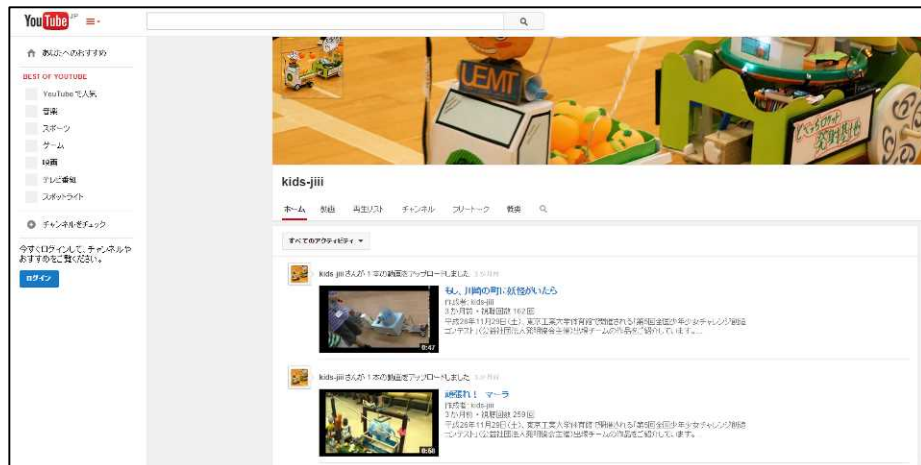 YouTube JP
あなたへのおすすめ
BEST OF YOUTUBE
YouTube で人気
音楽
スポーツ
ゲーム
映画
テレビ番組
スポットライト
チャンネルをチェック
今すぐログインして、チャンネルや
おすすめをご覧ください。
ログイン
UEMT
発射基地
kids-jiii
ホーム 動画 再生リスト チャンネル フリートーク 概要
すべてのアクティビティ
kids-jiiiさんが 1 本の動画をアップロードしました 3 か月前
もし、川崎の町に妖怪がいたら
作成者: kids-jiii
3 か月前・視聴回数 162 回
平成26年11月29日(土)、東京工業大学体育館で開催される「第5回全国少年少女チャレンジ創造
コンテスト」(公益社団法人発明協会主催)出場チームの作品をご紹介しています。...
0:47
kids-jiiiさんが 1 本の動画をアップロードしました 3 か月前
頑張れ! マーラ
作成者: kids-jiii
3 か月前・視聴回数 259 回
平成26年11月29日(土)、東京工業大学体育館で開催される「第5回全国少年少女チャレンジ創造
コンテスト」(公益社団法人発明協会主催)出場チームの作品をご紹介しています。
0:50